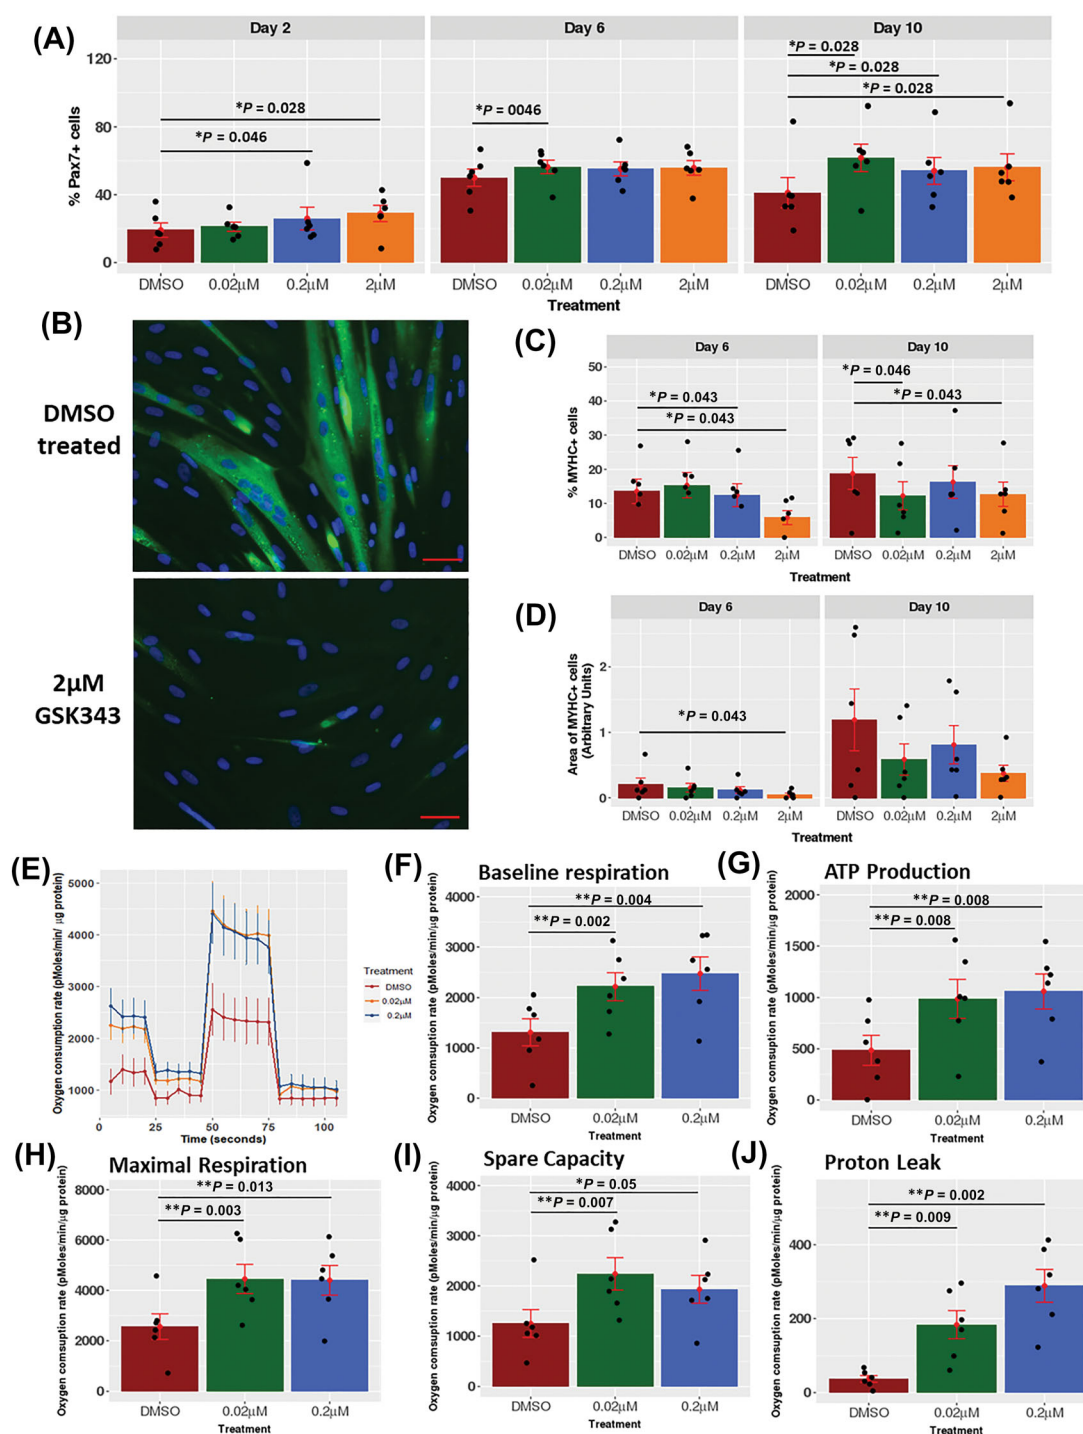 (A)
Day 2
Day 6
Day 10
% Pax7+ cells
120
80
40
0
*P = 0.028
*P = 0.046
*P = 0046
*P = 0.028
*P = 0.028
*P = 0.028
DMSO 0.02μM 0.2μM 2μM
DMSO 0.02μM 0.2μM 2μM
DMSO 0.02μM 0.2μM 2μM
Treatment
(B)
DMSO
treated
2μM
GSK343
(C)
Day 6
Day 10
% MYHC+ cells
50
40
30
20
10
0
*P = 0.043
*P = 0.043
*P = 0.046
*P = 0.043
DMSO 0.02μM 0.2μM 2μM
DMSO 0.02μM 0.2μM 2μM
Treatment
(D)
Day 6
Day 10
Area of MYHC+ cells
(Arbitrary Units)
2
1
0
*P = 0.043
DMSO 0.02μM 0.2μM 2μM
DMSO 0.02μM 0.2μM 2μM
Treatment
(E)
Oxygen comsuption rate (pMoles/min/ μg protein)
5000
4000
3000
2000
1000
0 25 50 75 100
Time (seconds)
Treatment
DMSO
0.02μM
0.2μM
(F)
Baseline respiration
Oxygen comsuption rate (pMoles/min/μg protein)
4000
3000
2000
1000
0
**P = 0.004
**P = 0.002
DMSO 0.02μM 0.2μM
Treatment
(G)
ATP Production
Oxygen comsuption rate (pMoles/min/μg protein)
2000
1500
1000
500
0
**P = 0.008
**P = 0.008
DMSO 0.02μM 0.2μM
Treatment
(H)
Maximal Respiration
Oxygen comsuption rate (pMoles/min/μg protein)
8000
6000
4000
2000
0
**P = 0.013
**P = 0.003
DMSO 0.02μM 0.2μM
Treatment
(I)
Spare Capacity
Oxygen comsuption rate (pMoles/min/μg protein)
4000
3000
2000
1000
0
*P = 0.05
**P = 0.007
DMSO 0.02μM 0.2μM
Treatment
(J)
Proton Leak
Oxygen comsuption rate (pMoles/min/μg protein)
400
200
0
**P = 0.002
**P = 0.009
DMSO 0.02μM 0.2μM
Treatment